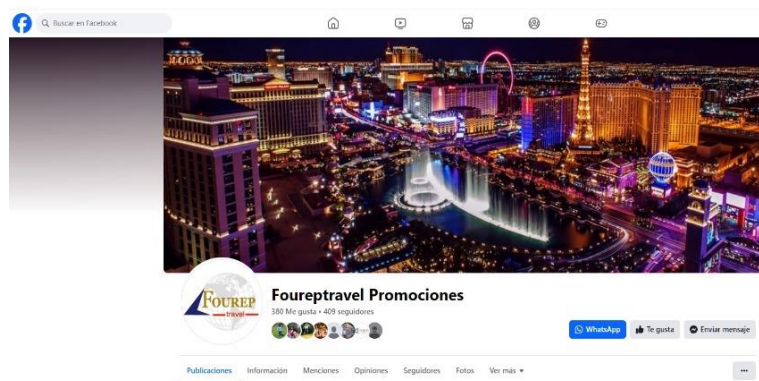 Buscar en Facebook
FOUREP
travel
Foureptravel Promociones
380 Me gusta • 409 seguidores
WhatsApp
Te gusta
Enviar mensaje
Publicaciones
Información
Menciones
Opiniones
Seguidores
Fotos
Ver más